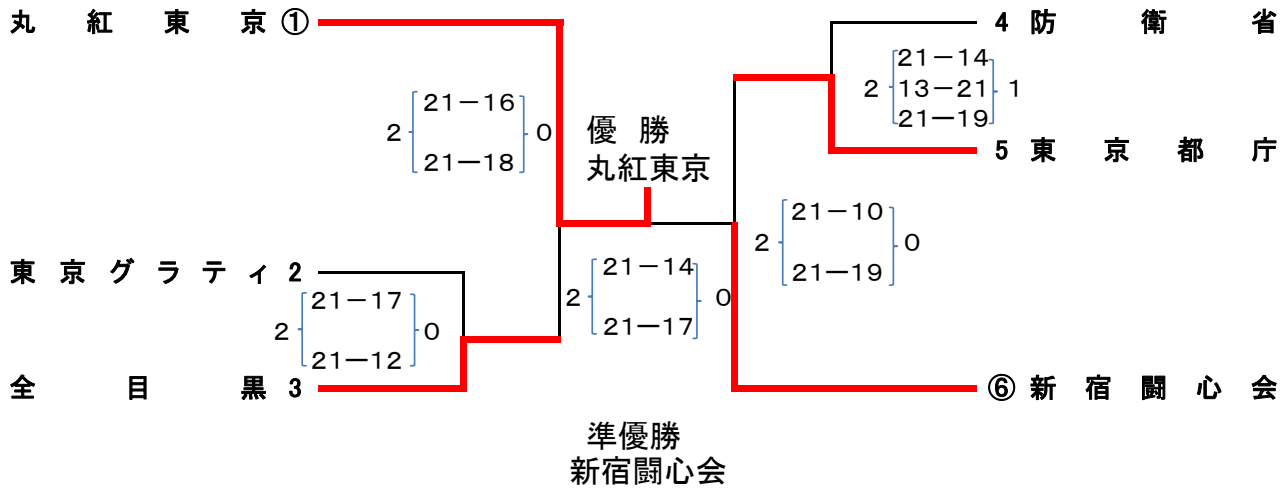 丸紅東京 ①
2 21－16 0
21－18
東京グラティ 2
2 21－17 0
21－12
全目黒 3
優勝
丸紅東京
2 21－14 0
21－17
準優勝
新宿闘心会
4 防衛省
21－14
2 13－21 1
21－19
5 東京都庁
2 21－10 0
21－19
⑥ 新宿闘心会